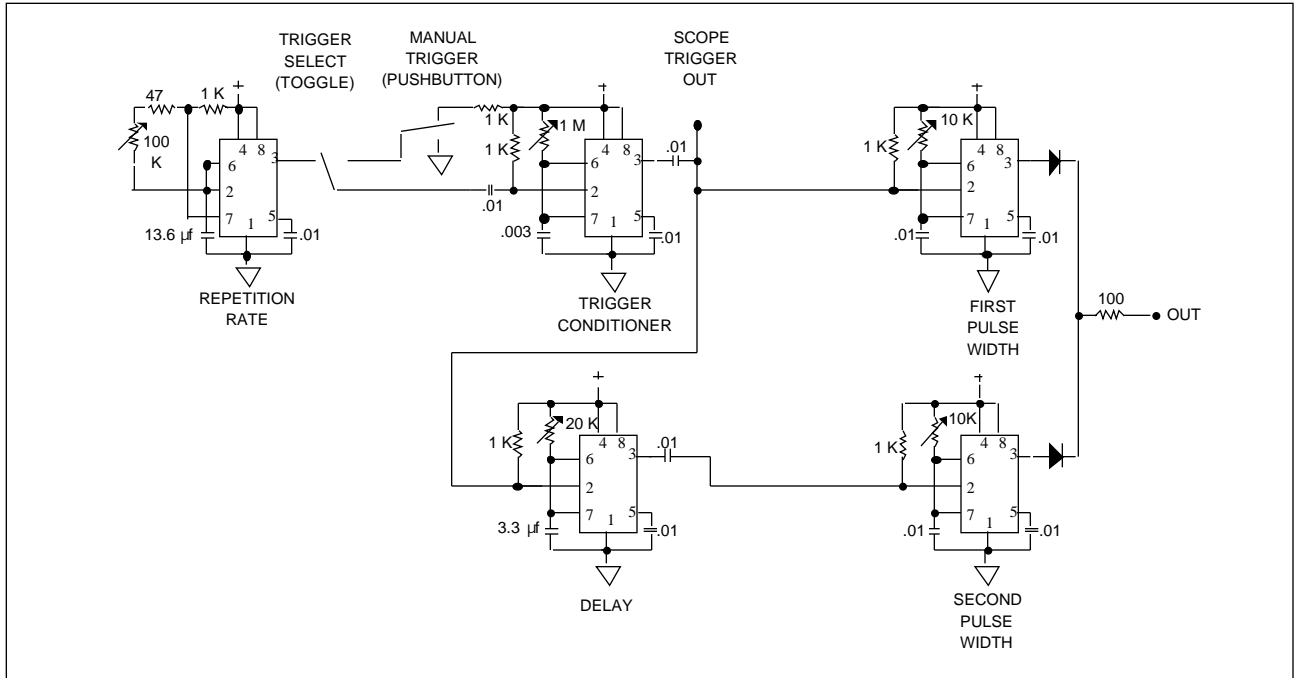 TRIGGER
SELECT
(TOGGLE)
MANUAL
TRIGGER
(PUSHBUTTON)
SCOPE
TRIGGER
OUT
47
1 K
100
K
+
4
8
3
6
2
7
1
5
13.6 µf
.01
REPETITION
RATE
1 K
1 K
1 M
+
4
8
3
6
2
7
1
5
.01
.01
.003
.01
TRIGGER
CONDITIONER
1 K
10 K
+
4
8
3
6
2
7
1
5
.01
.01
FIRST
PULSE
WIDTH
100
OUT
1 K
20 K
+
4
8
3
6
2
7
1
5
.01
3.3 µf
.01
DELAY
1 K
10K
+
4
8
3
6
2
7
1
5
.01
.01
SECOND
PULSE
WIDTH